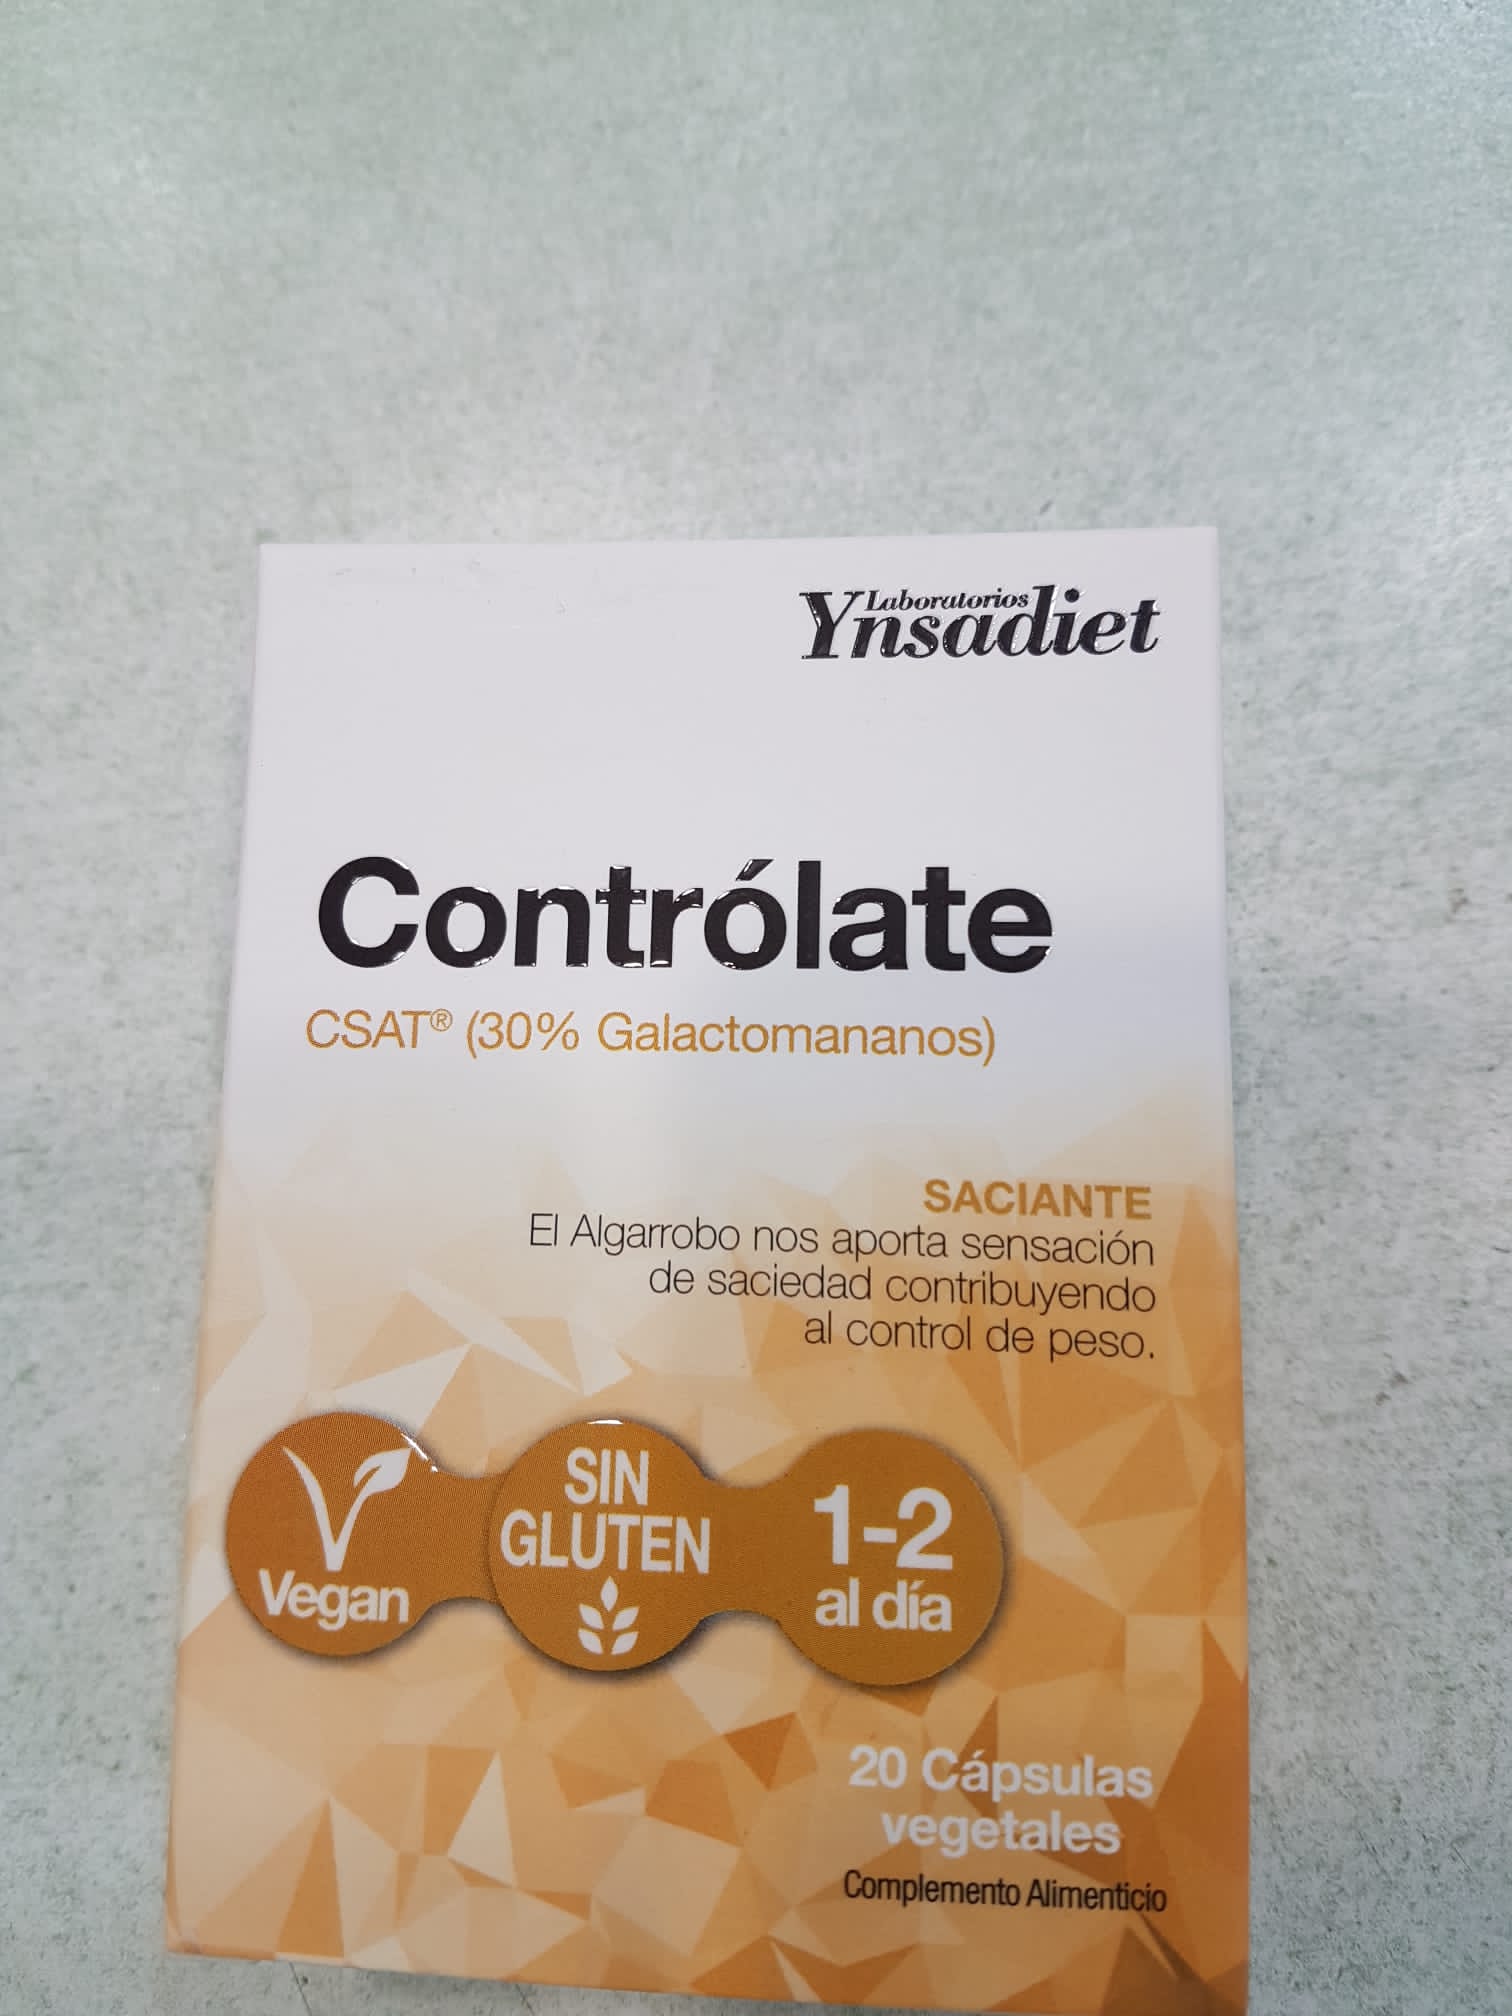 Laboratorios
Ynsadiet
Contrólate
CSAT® (30% Galactomananos)
SACIANTE
El Algarrobo nos aporta sensación
de saciedad contribuyendo
al control de peso.
Vegan
SIN
GLUTEN
1-2
al día
20 Cápsulas
vegetales
Complemento Alimenticio